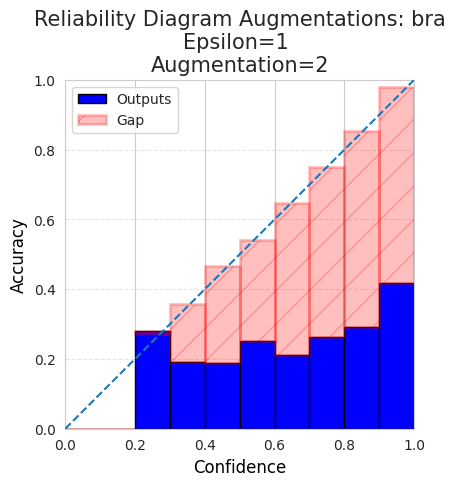 Reliability Diagram Augmentations: bra
Epsilon=1
Augmentation=2
1.0
0.8
0.6
0.4
0.2
0.0
Accuracy
Outputs
Gap
0.0 0.2 0.4 0.6 0.8 1.0
Confidence